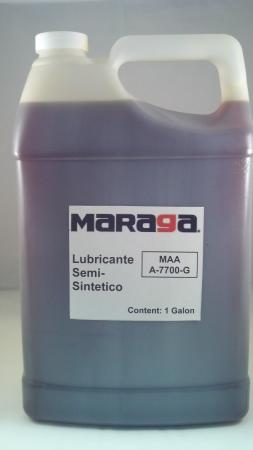 MARAGA
Lubricante
Semi-
Sintetico
MAA
A-7700-G
Content: 1 Galon